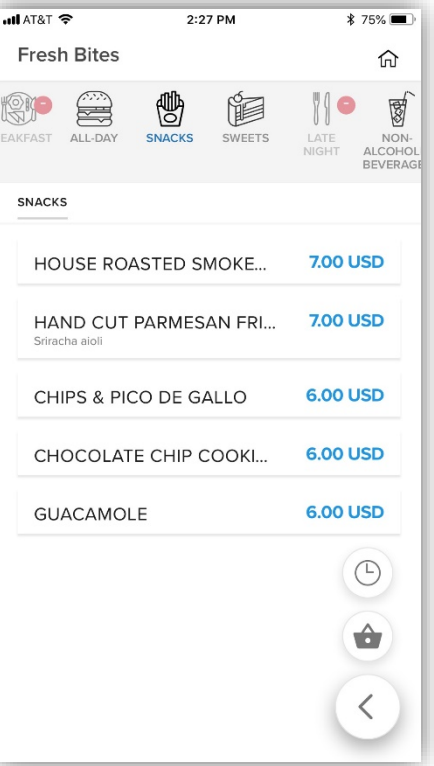 AT&T 2:27 PM 75%
Fresh Bites
EAKFAST ALL-DAY SNACKS SWEETS LATE NIGHT NON-ALCOHOL BEVERAGE
SNACKS
HOUSE ROASTED SMOKE... 7.00 USD
HAND CUT PARMESAN FRI... 7.00 USD
Sriracha aioli
CHIPS & PICO DE GALLO 6.00 USD
CHOCOLATE CHIP COOKI... 6.00 USD
GUACAMOLE 6.00 USD